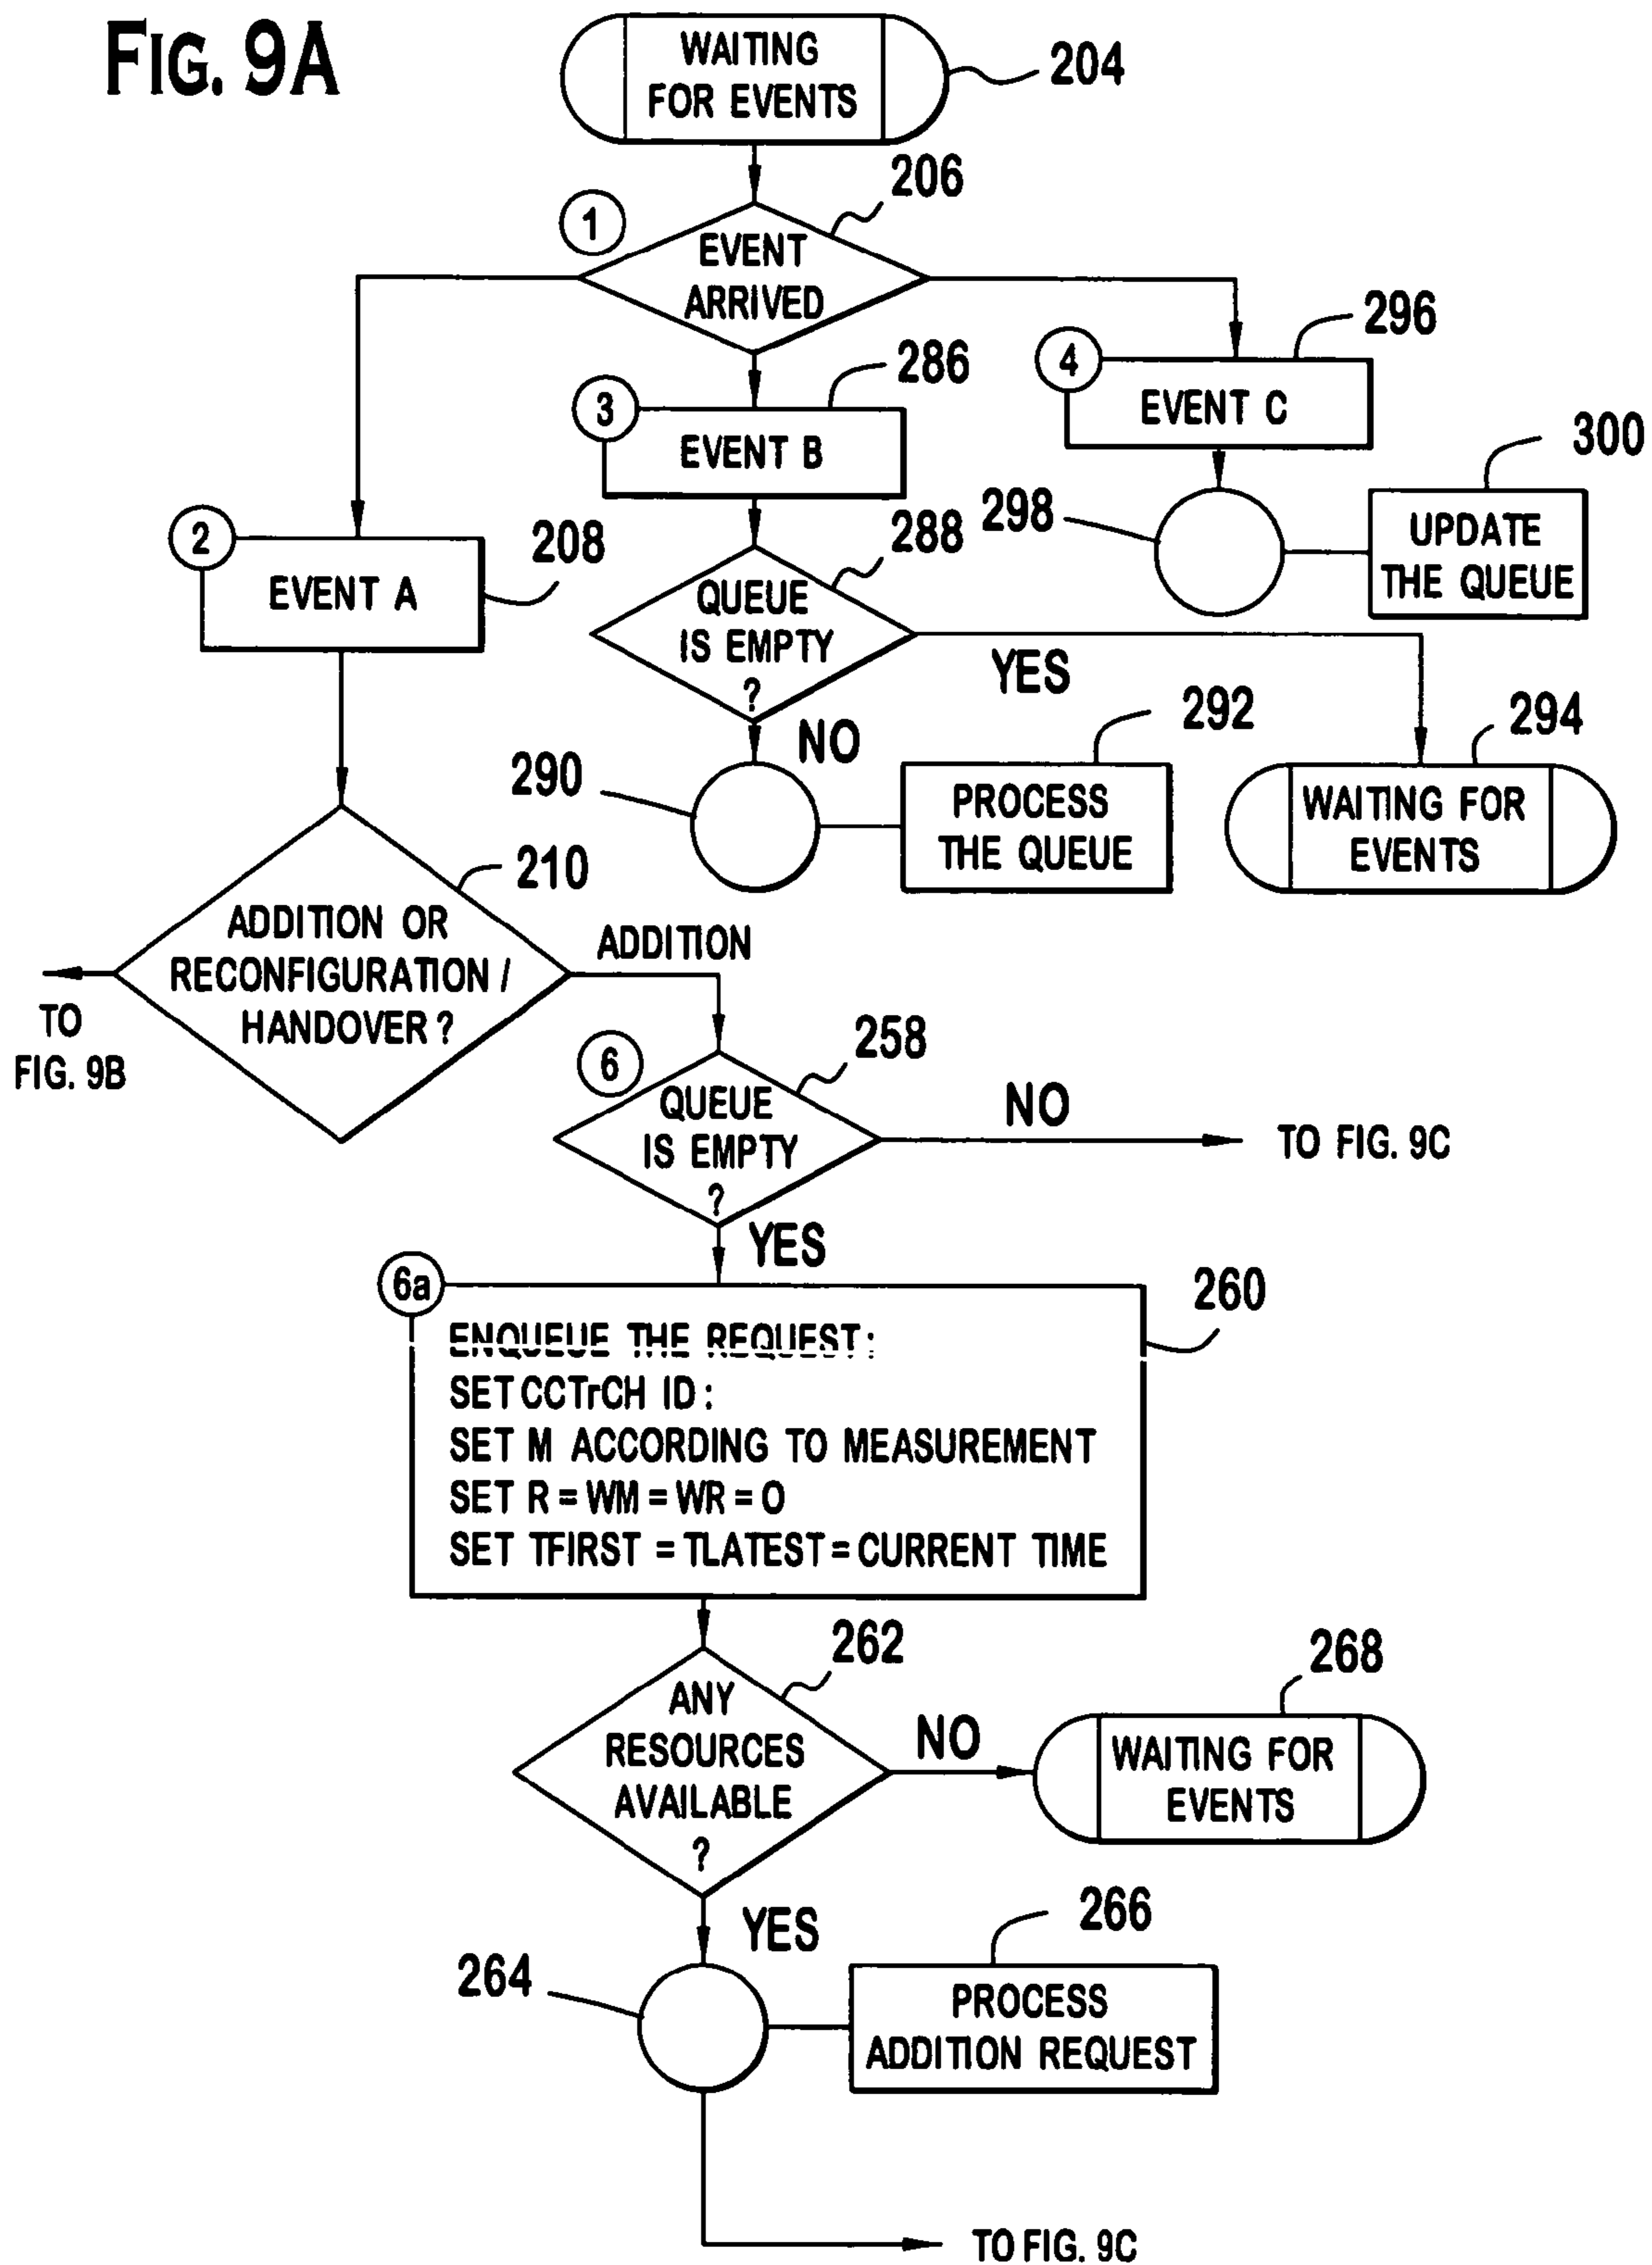 FIG. 9A
WAITING
FOR EVENTS
204
206
1
EVENT
ARRIVED
286
3
EVENT B
296
4
EVENT C
300
298
UPDATE
THE QUEUE
2
EVENT A
208
288
QUEUE
IS EMPTY
?
YES
NO
290
292
PROCESS
THE QUEUE
294
WAITING FOR
EVENTS
210
ADDITION OR
RECONFIGURATION /
HANDOVER ?
TO
FIG. 9B
ADDITION
258
6
QUEUE
IS EMPTY
?
NO
TO FIG. 9C
YES
6a
260
ENQUEUE THE REQUEST:
SET CCTrCH ID:
SET M ACCORDING TO MEASUREMENT
SET R = WM = WR = 0
SET TFIRST = TLATEST = CURRENT TIME
262
ANY
RESOURCES
AVAILABLE
?
NO
268
WAITING FOR
EVENTS
YES
264
266
PROCESS
ADDITION REQUEST
TO FIG. 9C